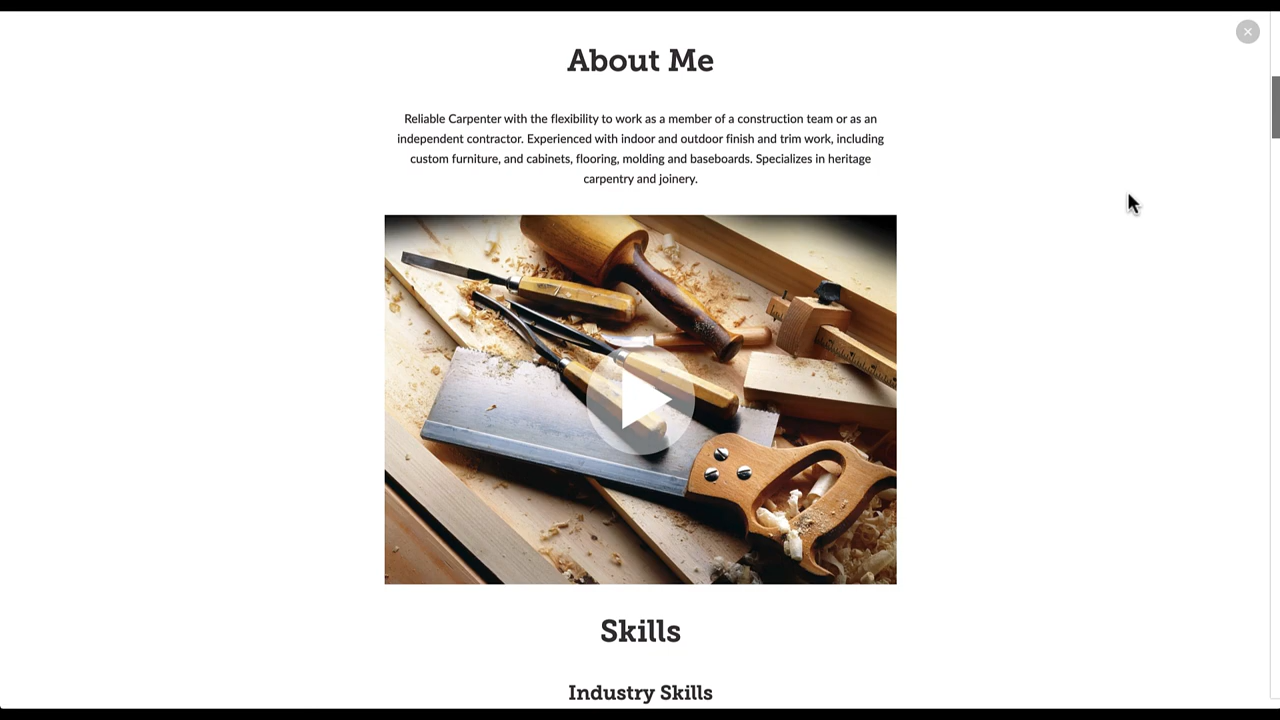 About Me
Reliable Carpenter with the flexibility to work as a member of a construction team or as an
independent contractor. Experienced with indoor and outdoor finish and trim work, including
custom furniture, and cabinets, flooring, molding and baseboards. Specializes in heritage
carpentry and joinery.
Skills
Industry Skills